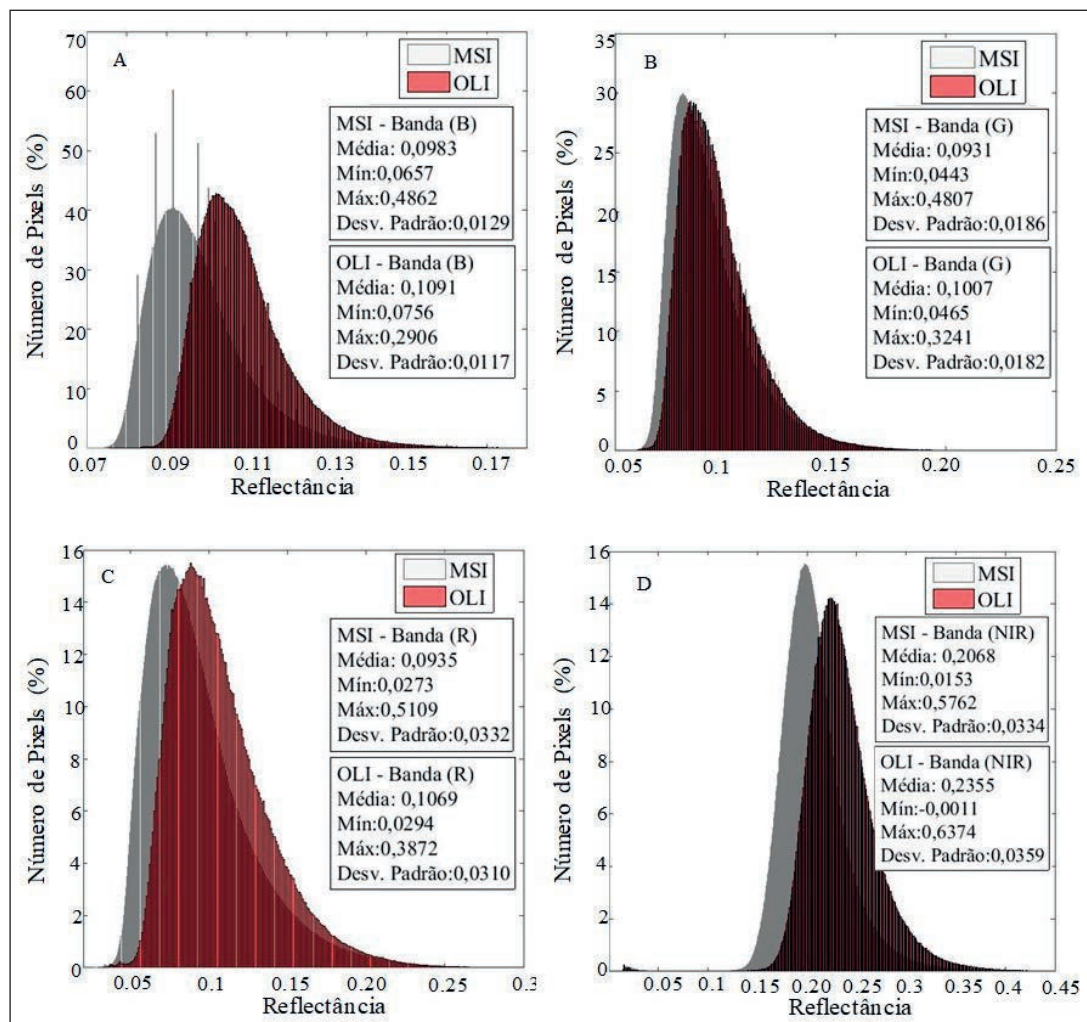 A
MSI
OLI
MSI - Banda (B)
Média: 0,0983
Mín:0,0657
Máx:0,4862
Desv. Padrão:0,0129
OLI - Banda (B)
Média: 0,1091
Mín:0,0756
Máx:0,2906
Desv. Padrão:0,0117
Número de Pixels (%)
70
60
50
40
30
20
10
0
0.07 0.09 0.11 0.13 0.15 0.17
Reflectância
B
MSI
OLI
MSI - Banda (G)
Média: 0,0931
Mín:0,0443
Máx:0,4807
Desv. Padrão:0,0186
OLI - Banda (G)
Média: 0,1007
Mín:0,0465
Máx:0,3241
Desv. Padrão:0,0182
Número de Pixels (%)
35
30
25
20
15
10
5
0
0.05 0.1 0.15 0.20 0.25
Reflectância
C
MSI
OLI
MSI - Banda (R)
Média: 0,0935
Mín:0,0273
Máx:0,5109
Desv. Padrão:0,0332
OLI - Banda (R)
Média: 0,1069
Mín:0,0294
Máx:0,3872
Desv. Padrão:0,0310
Número de Pixels (%)
16
14
12
10
8
6
4
2
0
0.05 0.1 0.15 0.20 0.25 0.3
Reflectância
D
MSI
OLI
MSI - Banda (NIR)
Média: 0,2068
Mín:0,0153
Máx:0,5762
Desv. Padrão:0,0334
OLI - Banda (NIR)
Média: 0,2355
Mín:-0,0011
Máx:0,6374
Desv. Padrão:0,0359
Número de Pixels (%)
16
14
12
10
8
6
4
2
0
0.05 0.1 0.15 0.20 0.25 0.3 0.35 0.4 0.45
Reflectância